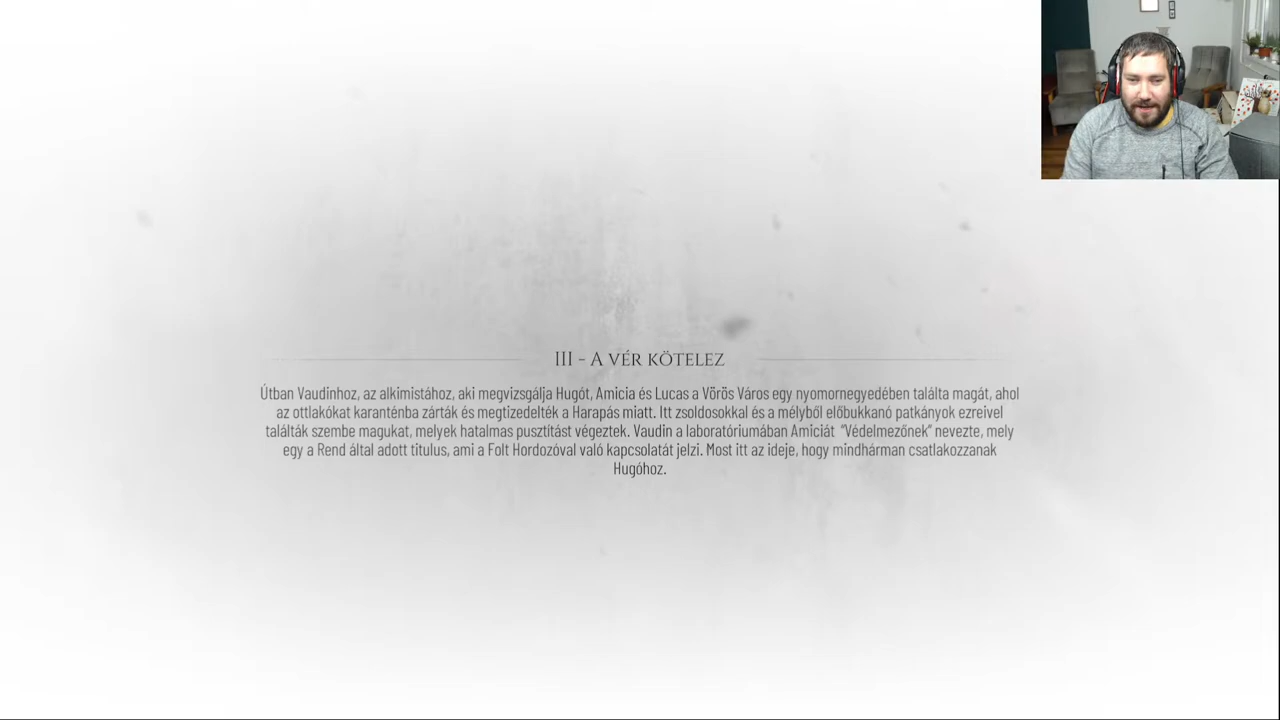 III - A VÉR KÖTELEZ
Útban Vaudinhoz, az alkimistához, aki megvizsgálja Hugót, Amicia és Lucas a Vörös Város egy nyomornegyedében találta magát, ahol
az ottlakókat karanténba zárták és megtizedelték a Harapás miatt. Itt zsoldosokkal és a mélyből előbukkanó patkányok ezreivel
találták szembe magukat, melyek hatalmas pusztítást végeztek. Vaudin a laboratóriumában Amiciát "Védelmezőnek" nevezte, mely
egy a Rend által adott titulus, ami a Folt Hordozóval való kapcsolatát jelzi. Most itt az ideje, hogy mindhárman csatlakozzanak
Hugóhoz.